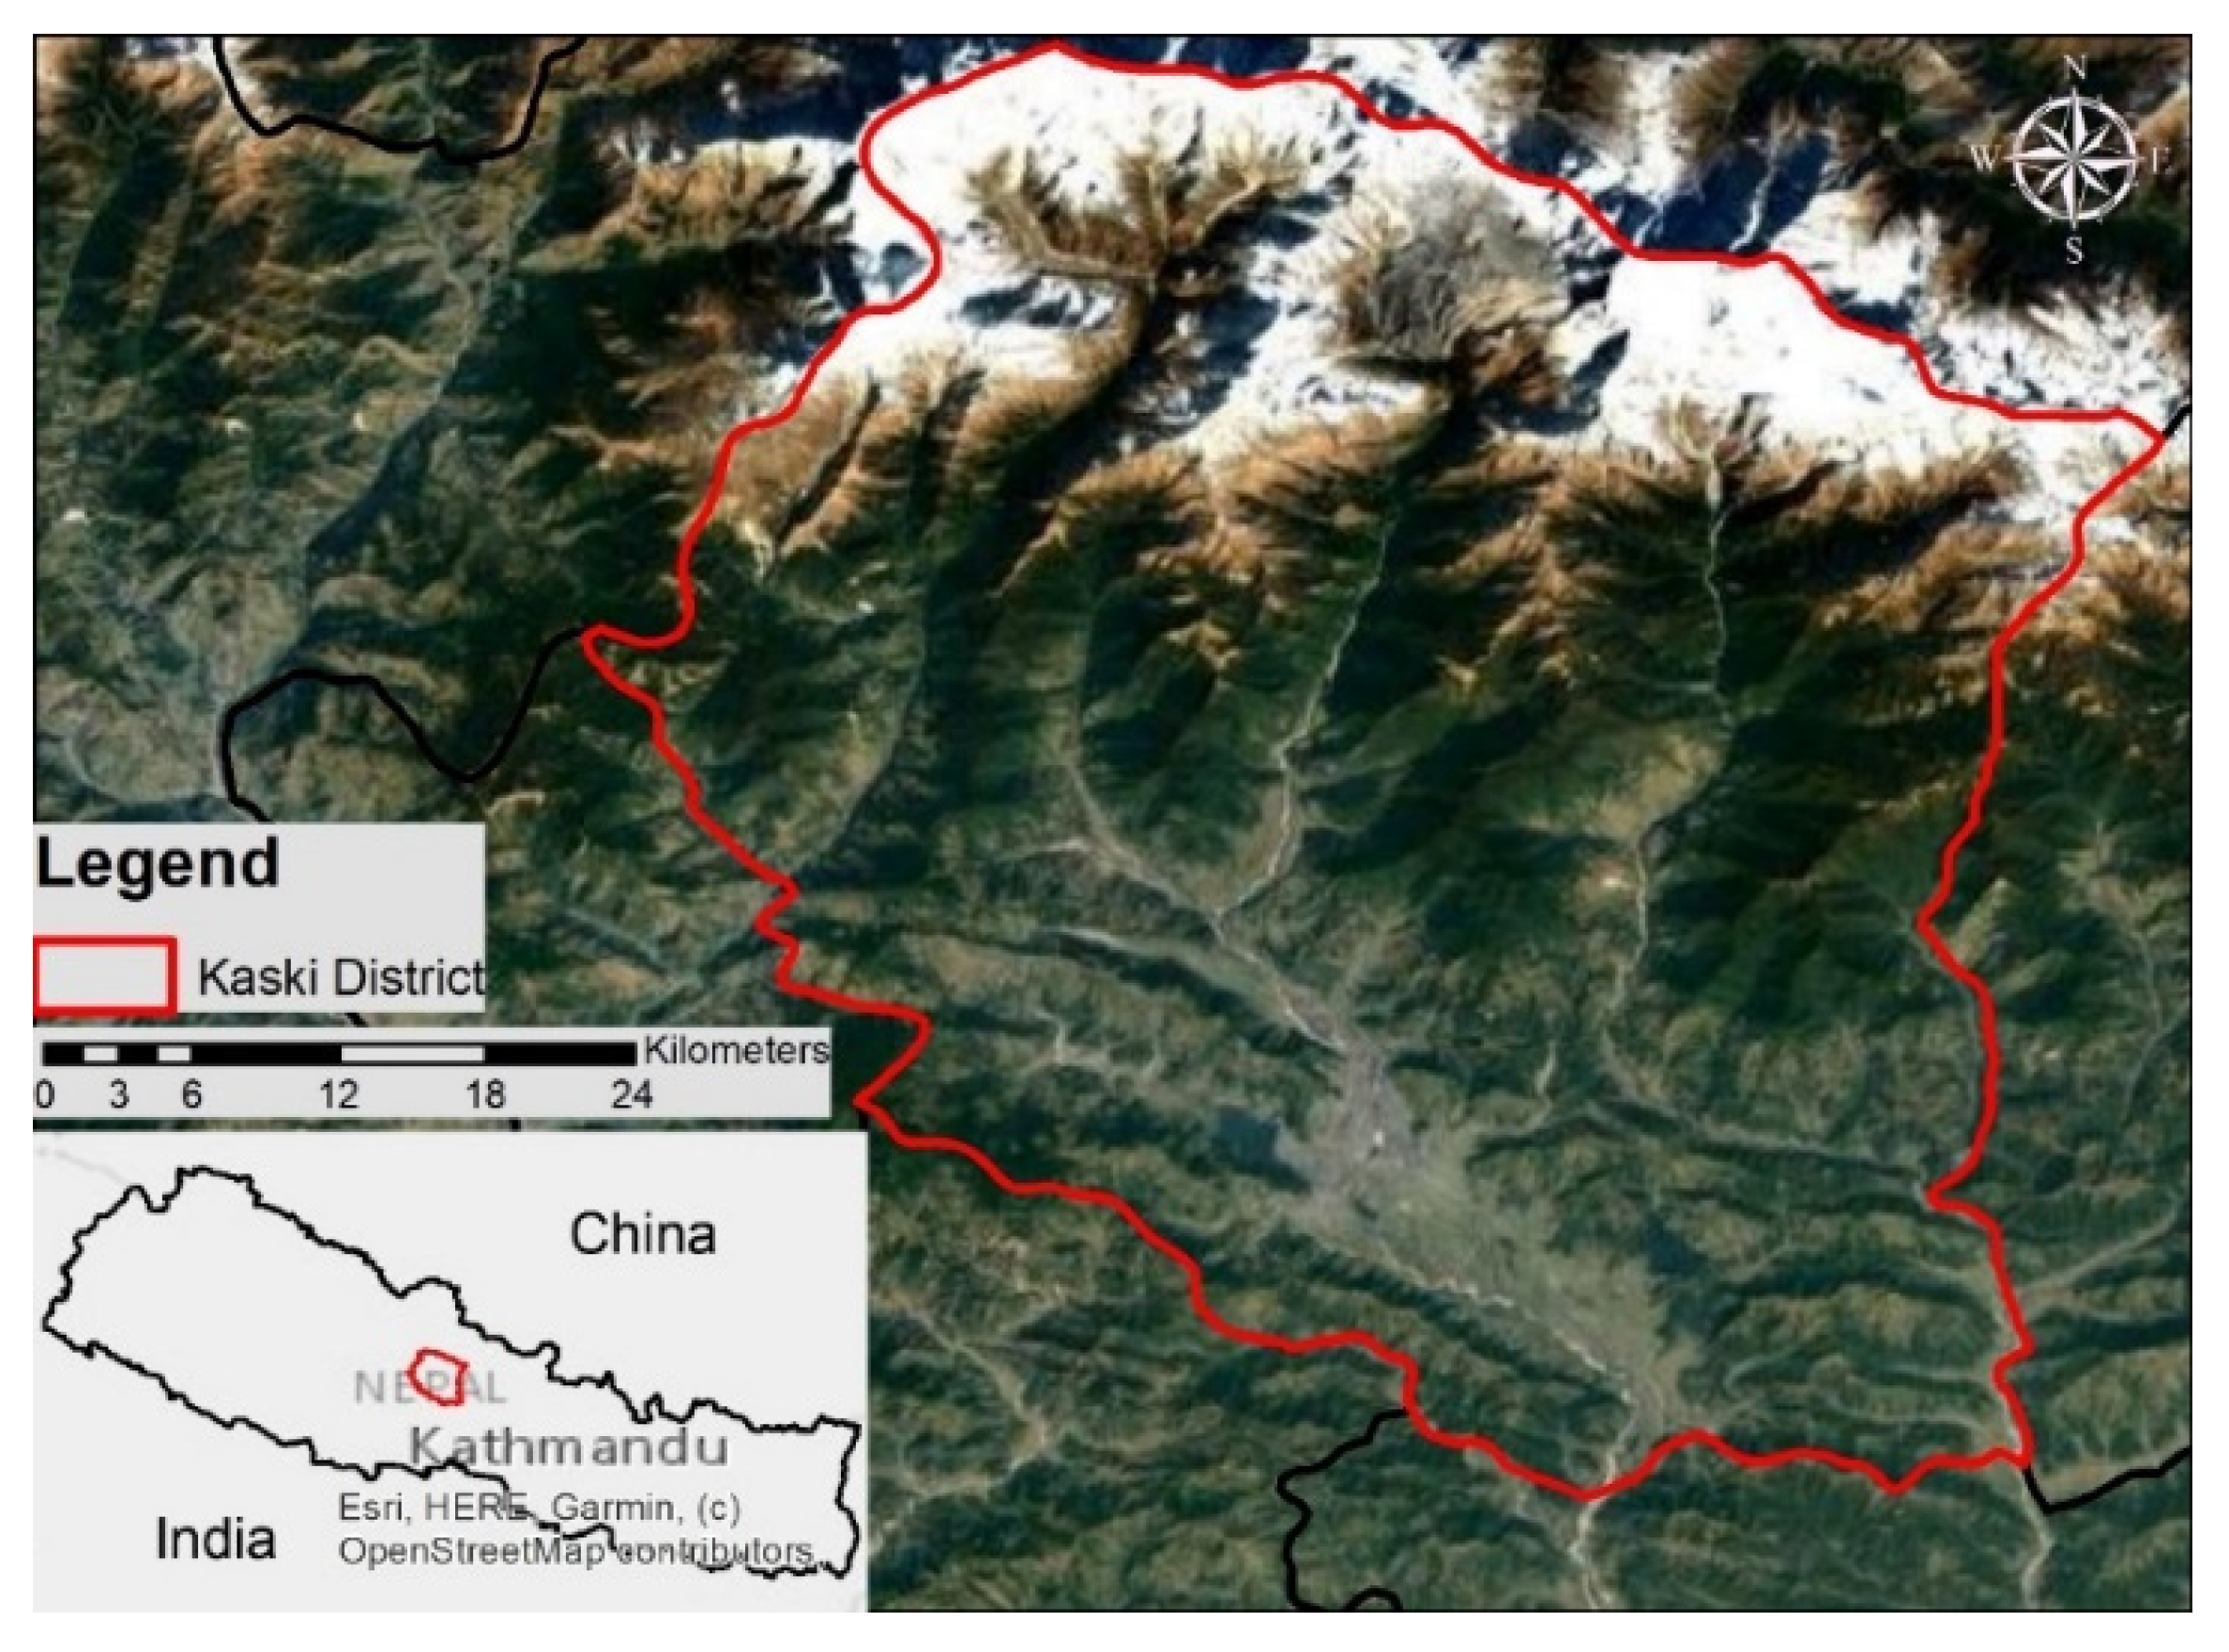 N
W E
S
Legend
Kaski District
Kilometers
0 3 6 12 18 24
China
NEPAL
Kathmandu
India
Esri, HERE, Garmin, (c)
OpenStreetMap contributors